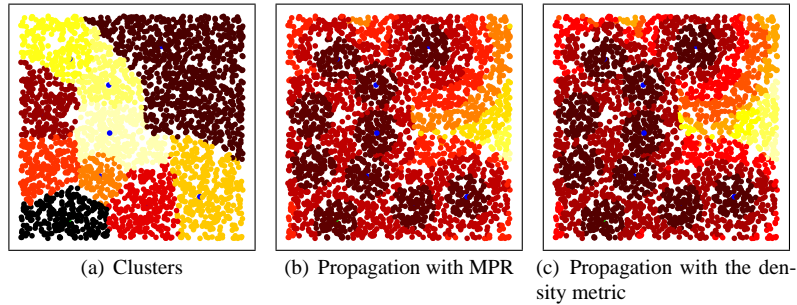 (a) Clusters
(b) Propagation with MPR
(c) Propagation with the den-
sity metric